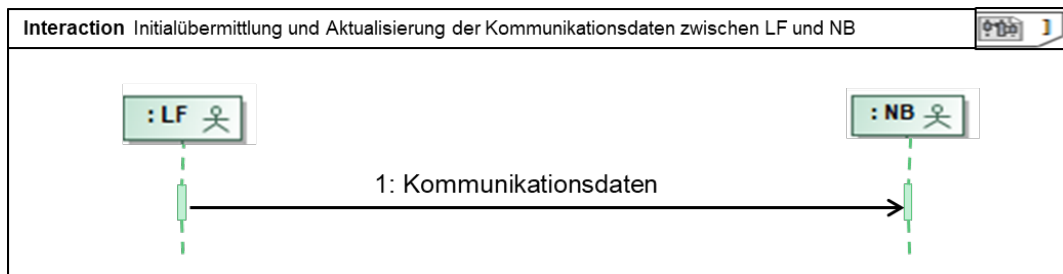 Interaction Initialübermittlung und Aktualisierung der Kommunikationsdaten zwischen LF und NB
: LF
: NB
1: Kommunikationsdaten